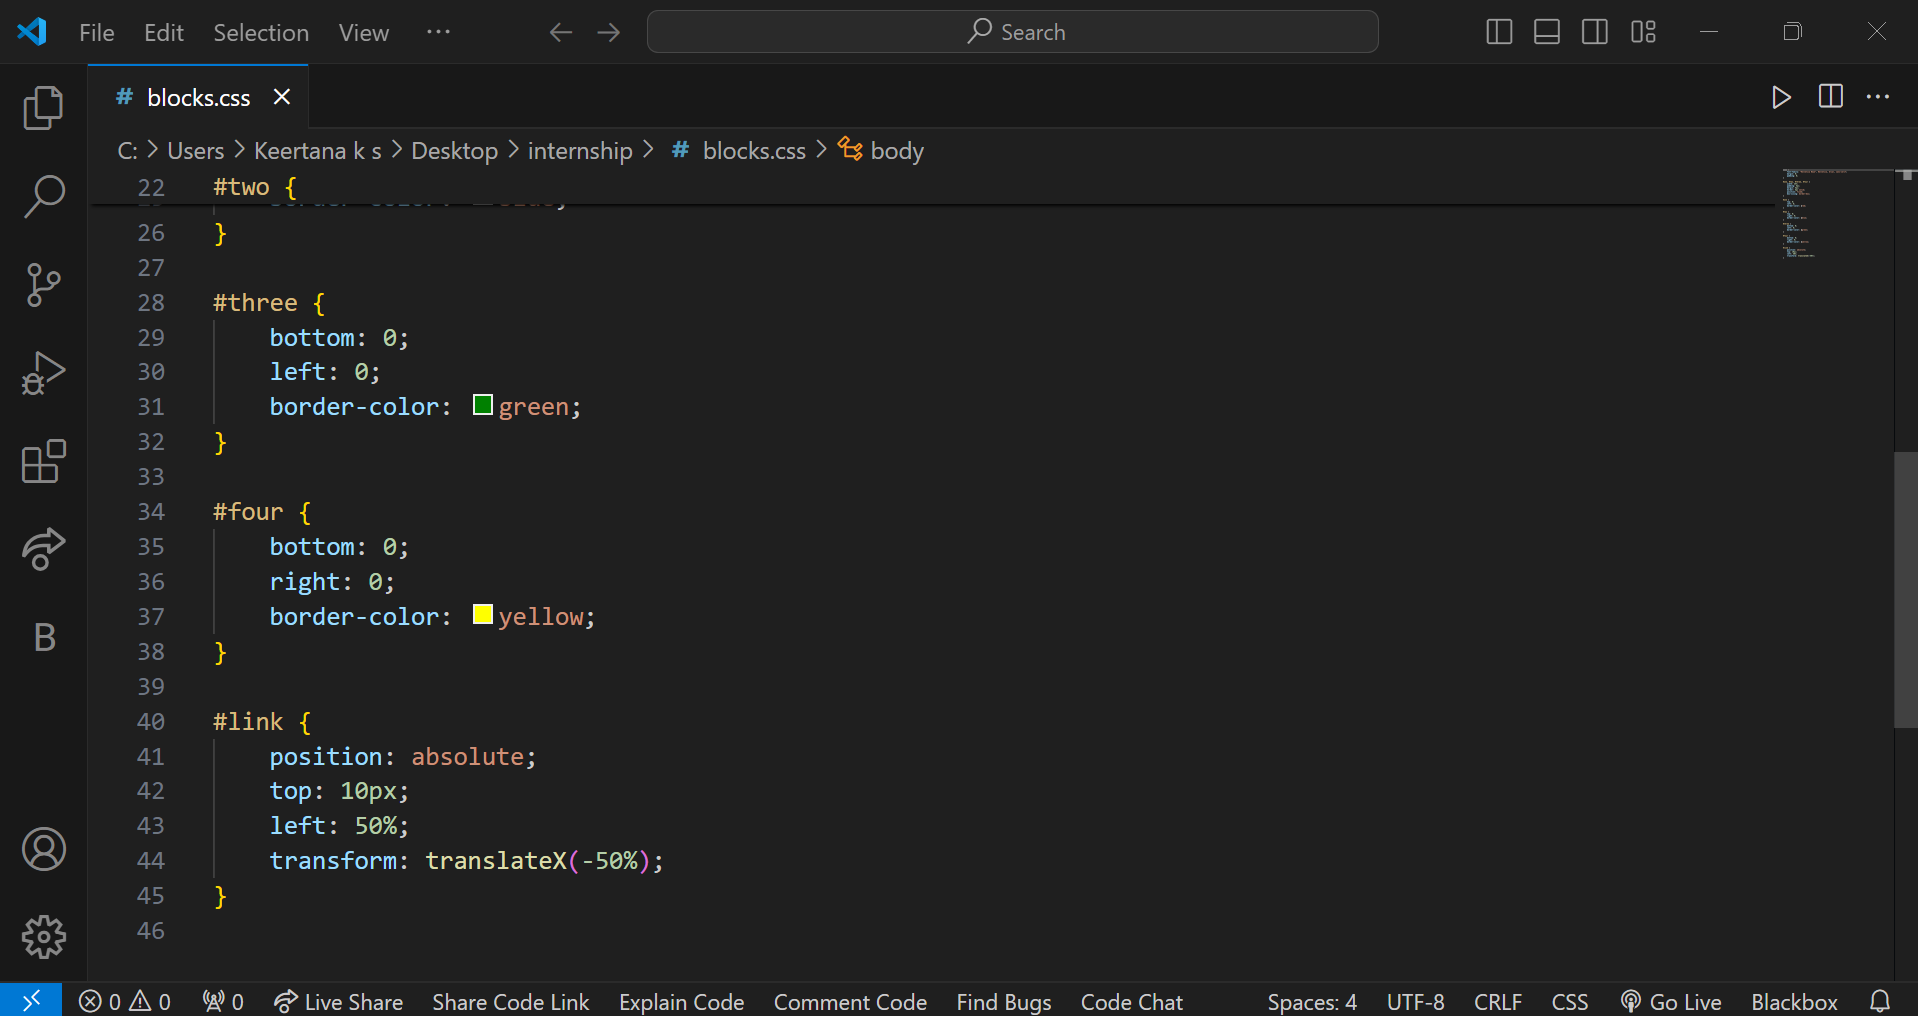 File Edit Selection View ··· Search
# blocks.css
C: > Users > Keertana k s > Desktop > internship > # blocks.css > body
22 #two {
26 }
27
28 #three {
29 bottom: 0;
30 left: 0;
31 border-color: green;
32 }
33
34 #four {
35 bottom: 0;
36 right: 0;
37 border-color: yellow;
38 }
39
40 #link {
41 position: absolute;
42 top: 10px;
43 left: 50%;
44 transform: translateX(-50%);
45 }
46
B
0 0 0 Live Share Share Code Link Explain Code Comment Code Find Bugs Code Chat Spaces: 4 UTF-8 CRLF CSS Go Live Blackbox